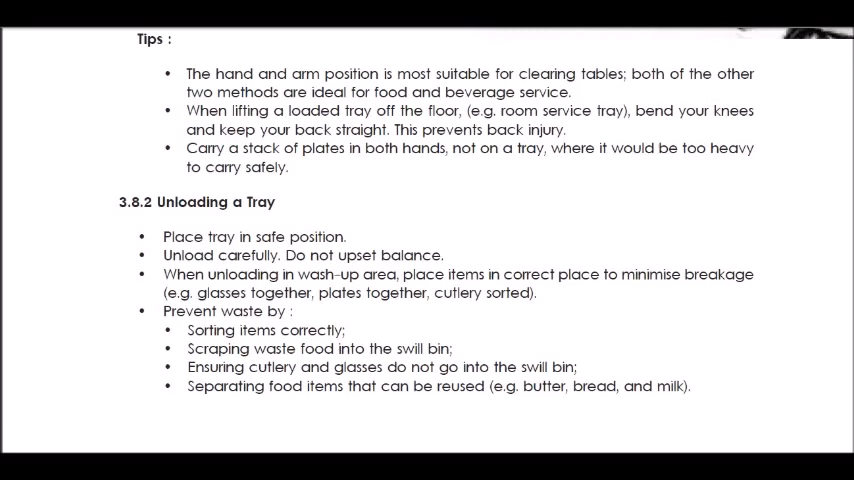 Tips :
• The hand and arm position is most suitable for clearing tables; both of the other
two methods are ideal for food and beverage service.
• When lifting a loaded tray off the floor, (e.g. room service tray), bend your knees
and keep your back straight. This prevents back injury.
• Carry a stack of plates in both hands, not on a tray, where it would be too heavy
to carry safely.
3.8.2 Unloading a Tray
• Place tray in safe position.
• Unload carefully. Do not upset balance.
• When unloading in wash-up area, place items in correct place to minimise breakage
(e.g. glasses together, plates together, cutlery sorted).
• Prevent waste by :
• Sorting items correctly;
• Scraping waste food into the swill bin;
• Ensuring cutlery and glasses do not go into the swill bin;
• Separating food items that can be reused (e.g. butter, bread, and milk).